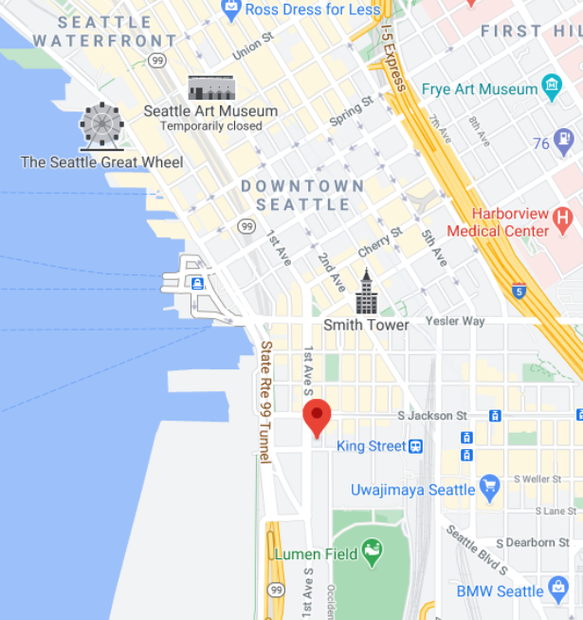 Ross Dress for Less
SEATTLE
WATERFRONT
99
Union St
I-5 Express
FIRST HIL
Seattle Art Museum
Temporarily closed
Spring St
Frye Art Museum
7th Ave
8th Ave
76
The Seattle Great Wheel
DOWNTOWN
SEATTLE
Harborview
Medical Center
H
99
1st Ave
2nd Ave
Cherry St
5th Ave
5
Smith Tower
Yesler Way
State Rte 99 Tunnel
1st Ave S
S Jackson St
King Street
Uwajimaya Seattle
S Weller St
S Lane St
Seattle Blvd S
S Dearborn St
Lumen Field
99
1st Ave S
Occiden
BMW Seattle